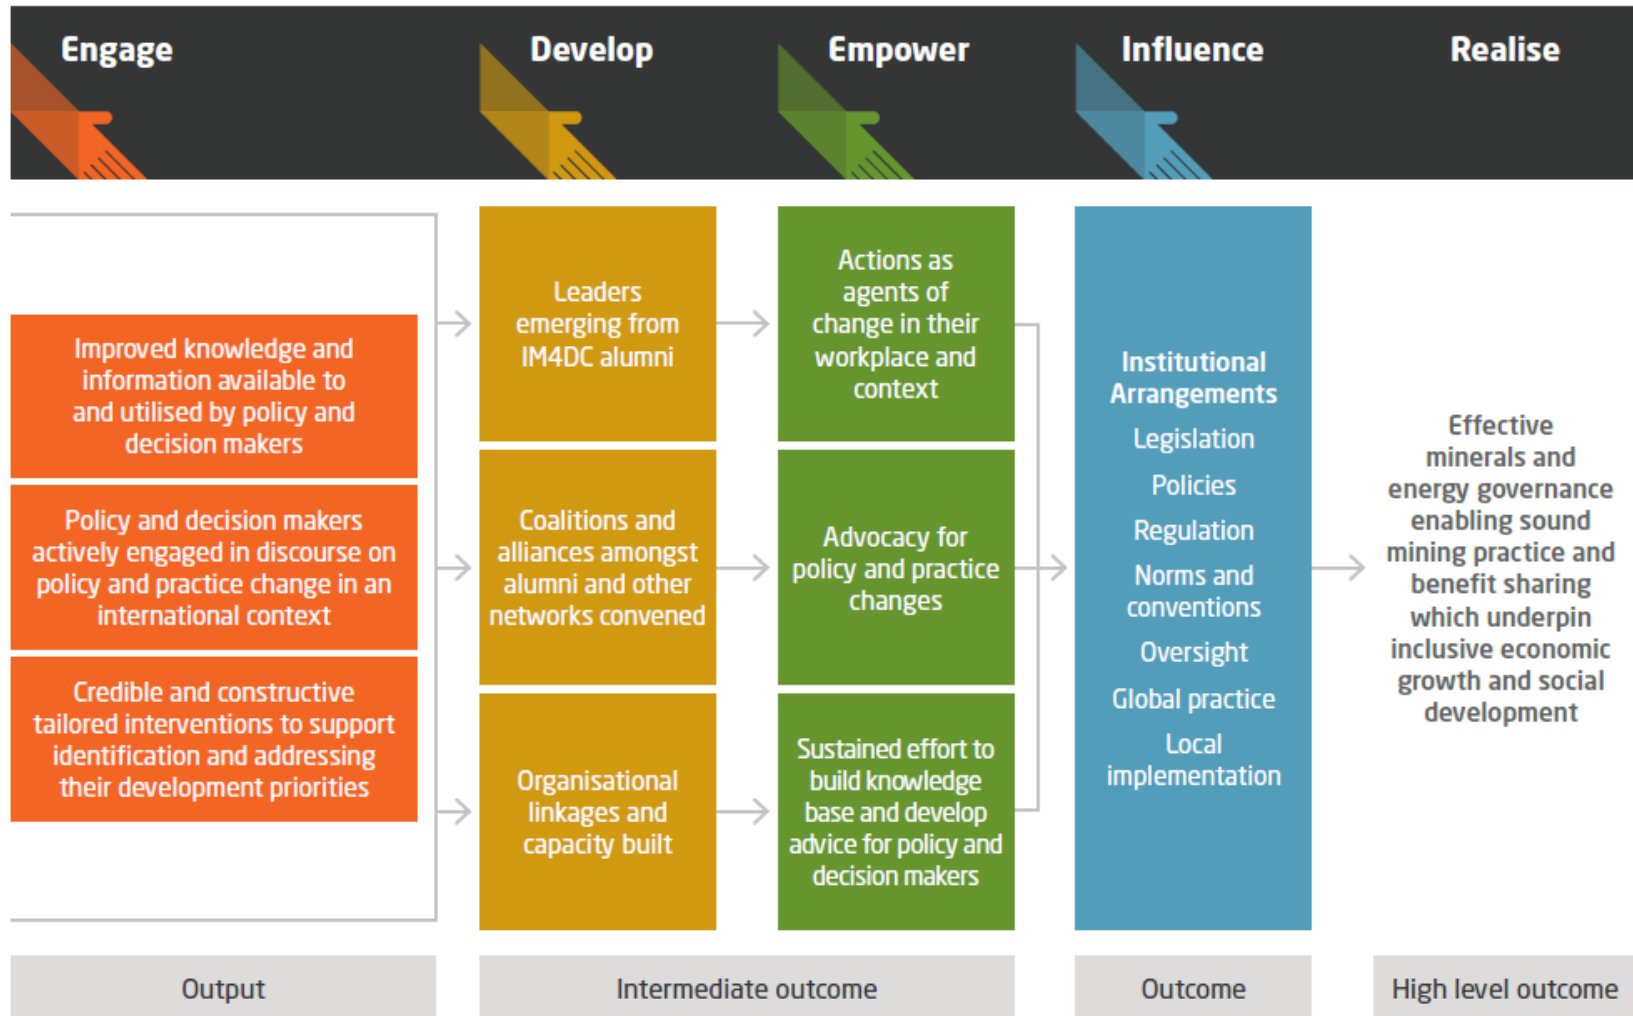 Engage
Develop
Empower
Influence
Realise
Improved knowledge and
information available to
and utilised by policy and
decision makers
Policy and decision makers
actively engaged in discourse on
policy and practice change in an
international context
Credible and constructive
tailored interventions to support
identification and addressing
their development priorities
Leaders
emerging from
IM4DC alumni
Coalitions and
alliances amongst
alumni and other
networks convened
Organisational
linkages and
capacity built
Actions as
agents of
change in their
workplace and
context
Advocacy for
policy and practice
changes
Sustained effort to
build knowledge
base and develop
advice for policy and
decision makers
Institutional
Arrangements
Legislation
Policies
Regulation
Norms and
conventions
Oversight
Global practice
Local
implementation
Effective
minerals and
energy governance
enabling sound
mining practice and
benefit sharing
which underpin
inclusive economic
growth and social
development
Output
Intermediate outcome
Outcome
High level outcome